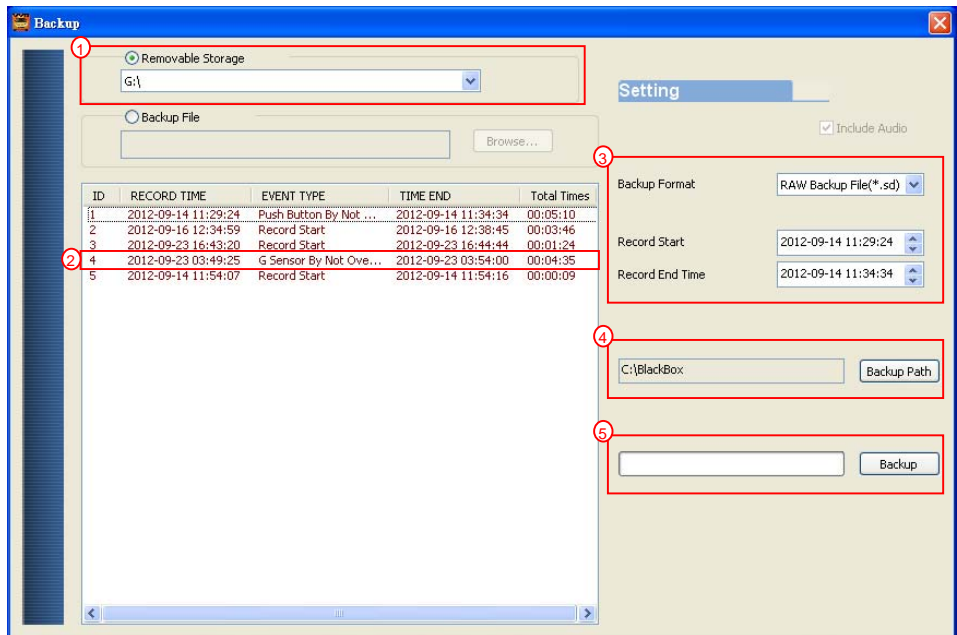 Backup
1
Removable Storage
G:\
Setting
Backup File
Include Audio
Browse...
3
Backup Format RAW Backup File(*.sd)
ID RECORD TIME EVENT TYPE TIME END Total Times
1 2012-09-14 11:29:24 Push Button By Not ... 2012-09-14 11:34:34 00:05:10
2 2012-09-16 12:34:59 Record Start 2012-09-16 12:38:45 00:03:46
3 2012-09-23 16:43:20 Record Start 2012-09-23 16:44:44 00:01:24
2
4 2012-09-23 03:49:25 G Sensor By Not Ove... 2012-09-23 03:54:00 00:04:35
5 2012-09-14 11:54:07 Record Start 2012-09-14 11:54:16 00:00:09
Record Start 2012-09-14 11:29:24
Record End Time 2012-09-14 11:34:34
4
C:\BlackBox Backup Path
5
Backup